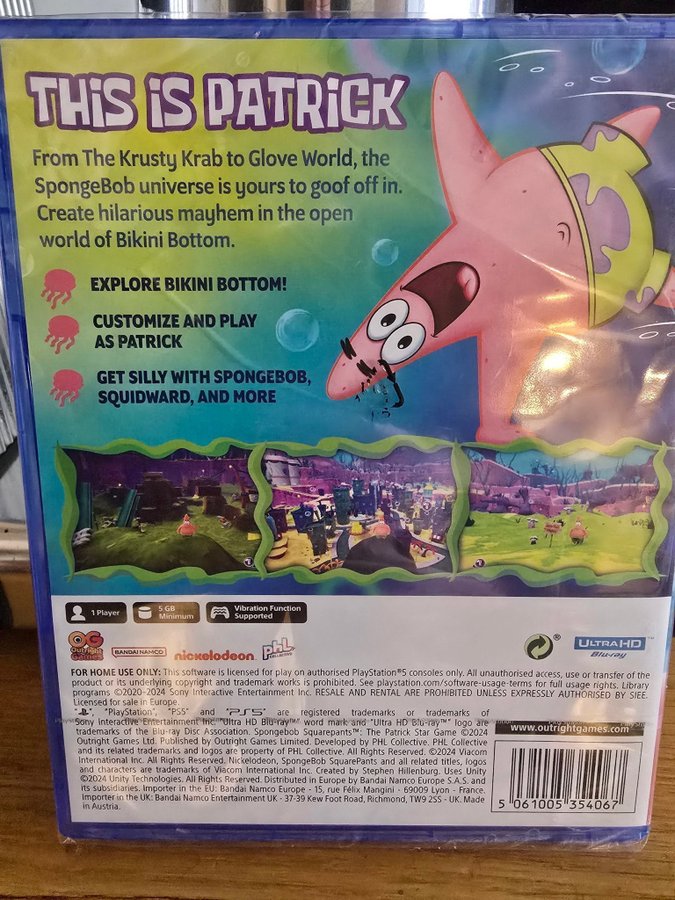 THIS IS PATRICK
From The Krusty Krab to Glove World, the
SpongeBob universe is yours to goof off in.
Create hilarious mayhem in the open
world of Bikini Bottom.
EXPLORE BIKINI BOTTOM!
CUSTOMIZE AND PLAY
AS PATRICK
GET SILLY WITH SPONGEBOB,
SQUIDWARD, AND MORE
1 Player
5 GB
Minimum
Vibration Function
Supported
OG
Outright
Games
BANDAI NAMCO
nickelodeon
PHL
COLLECTIVE
ULTRA HD
Blu-ray
FOR HOME USE ONLY: This software is licensed for play on authorised PlayStation®5 consoles only. All unauthorised access, use or transfer of the
product or its underlying copyright and trademark works is prohibited. See playstation.com/software-usage-terms for full usage rights. Library
programs ©2020-2024 Sony Interactive Entertainment Inc. RESALE AND RENTAL ARE PROHIBITED UNLESS EXPRESSLY AUTHORISED BY SIEE.
Licensed for sale in Europe.
"PlayStation", "PS5" and "PS5" are registered trademarks or trademarks of
Sony Interactive Entertainment Inc. "Ultra HD Blu-ray™" word mark and "Ultra HD Blu-ray™" logo are
trademarks of the Blu-ray Disc Association. Spongebob Squarepants™: The Patrick Star Game ©2024
Outright Games Ltd. Published by Outright Games Limited. Developed by PHL Collective. PHL Collective
and its related trademarks and logos are property of PHL Collective. All Rights Reserved. ©2024 Viacom
International Inc. All Rights Reserved. Nickelodeon, SpongeBob SquarePants and all related titles, logos
and characters are trademarks of Viacom International Inc. Created by Stephen Hillenburg. Uses Unity
©2024 Unity Technologies. All Rights Reserved. Distributed in Europe by Bandai Namco Europe S.A.S. and
its subsidiaries. Importer in the EU: Bandai Namco Europe - 15, rue Félix Mangini - 69009 Lyon - France.
Importer in the UK: Bandai Namco Entertainment UK - 37-39 Kew Foot Road, Richmond, TW9 2SS - UK. Made
in Austria.
www.outrightgames.com
5 061005 354067